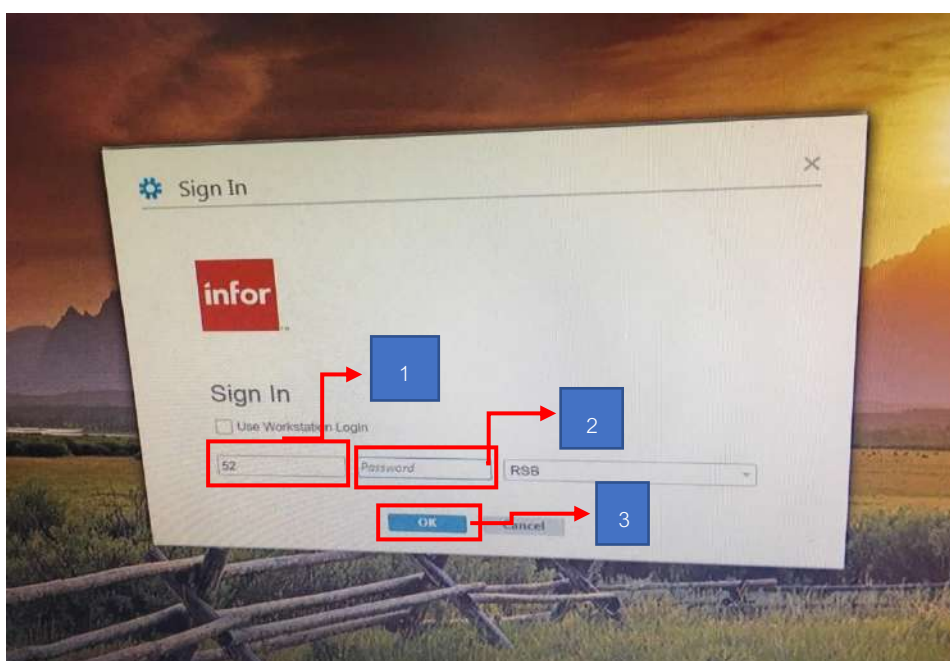 Sign In
infor
1
Sign In
Use Workstation Login
2
52 Password RSB
OK Cancel 3